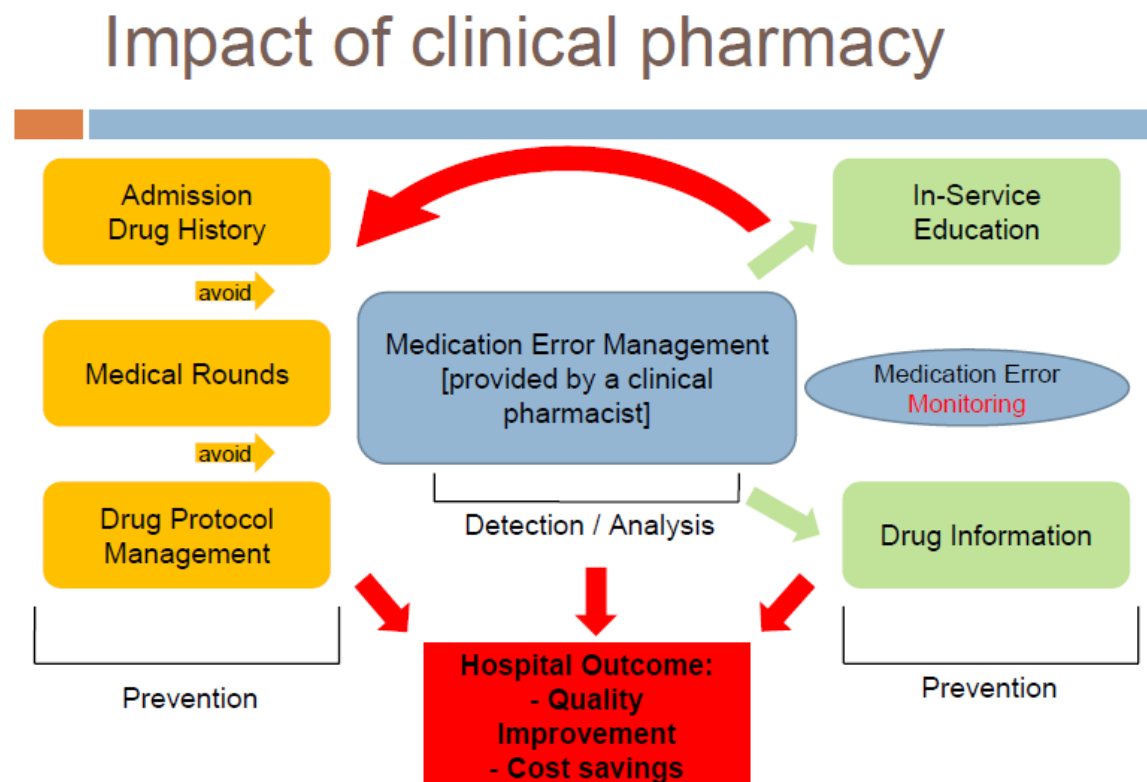 Impact of clinical pharmacy
Admission
Drug History
avoid
Medical Rounds
avoid
Drug Protocol
Management
Prevention
Medication Error Management
[provided by a clinical
pharmacist]
Detection / Analysis
Hospital Outcome:
- Quality
Improvement
- Cost savings
In-Service
Education
Medication Error
Monitoring
Drug Information
Prevention